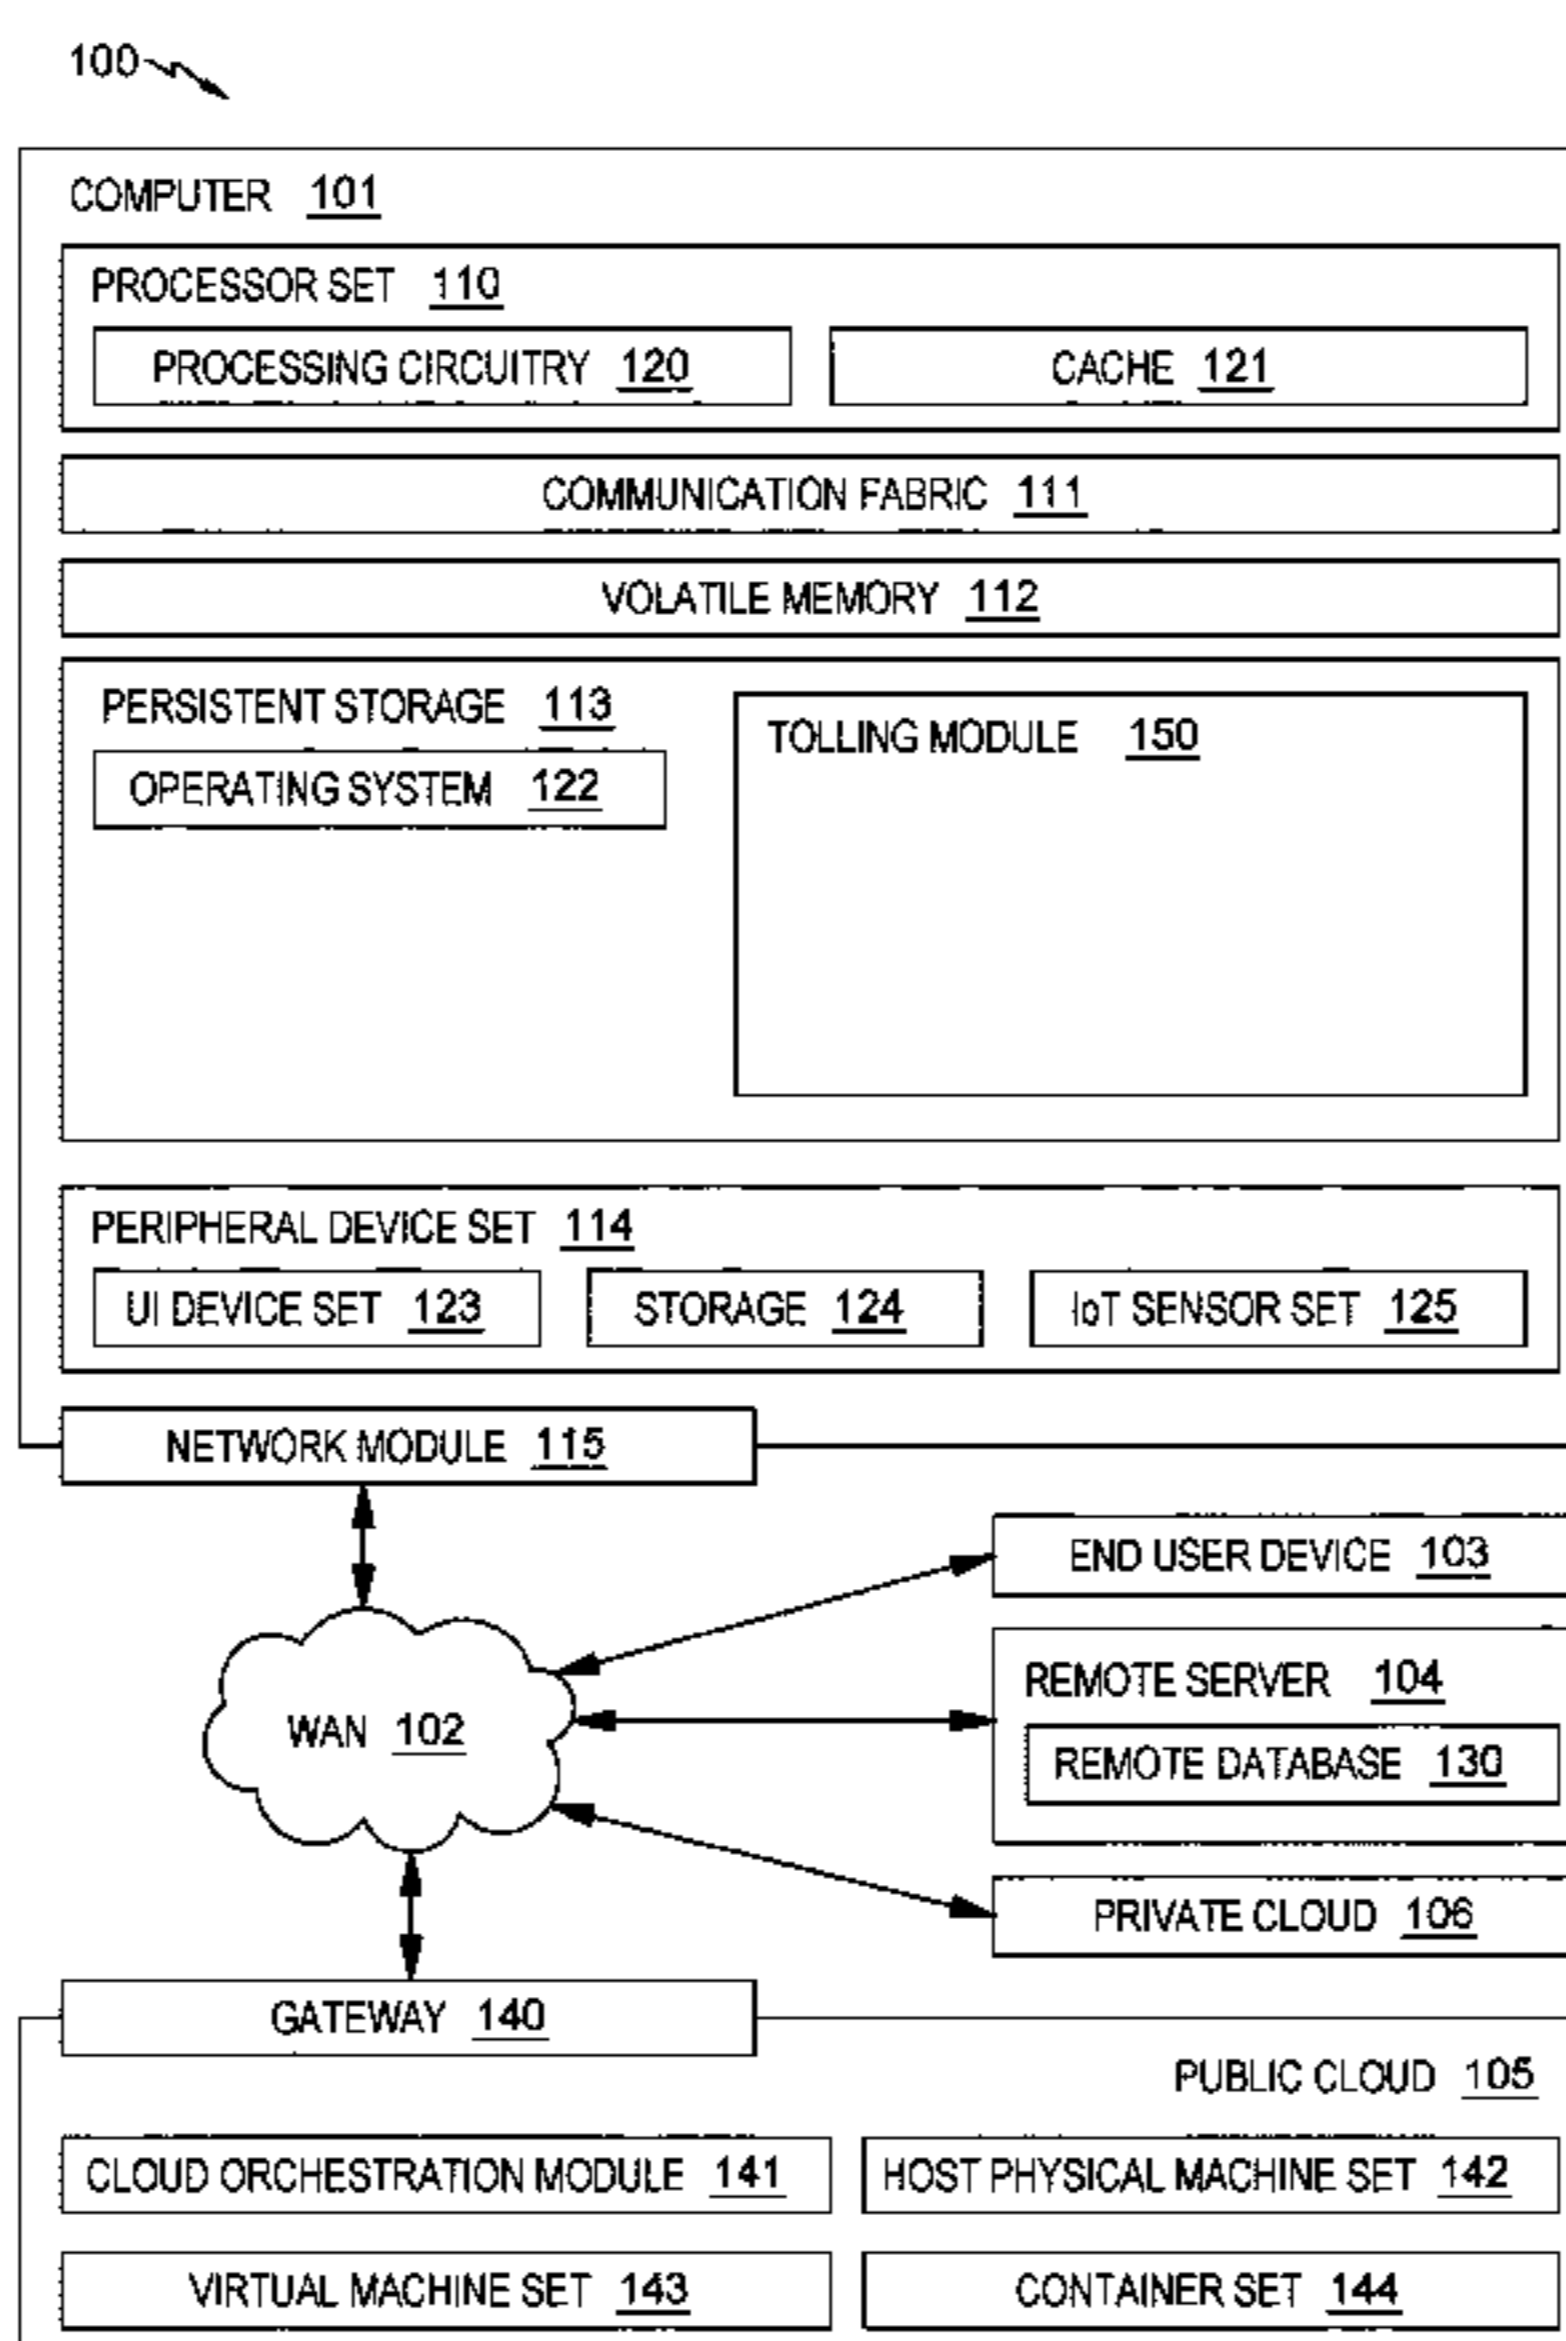 100
COMPUTER 101
PROCESSOR SET 110
PROCESSING CIRCUITRY 120
CACHE 121
COMMUNICATION FABRIC 111
VOLATILE MEMORY 112
PERSISTENT STORAGE 113
OPERATING SYSTEM 122
TOLLING MODULE 150
PERIPHERAL DEVICE SET 114
UI DEVICE SET 123
STORAGE 124
IoT SENSOR SET 125
NETWORK MODULE 115
END USER DEVICE 103
WAN 102
REMOTE SERVER 104
REMOTE DATABASE 130
PRIVATE CLOUD 106
GATEWAY 140
PUBLIC CLOUD 105
CLOUD ORCHESTRATION MODULE 141
HOST PHYSICAL MACHINE SET 142
VIRTUAL MACHINE SET 143
CONTAINER SET 144